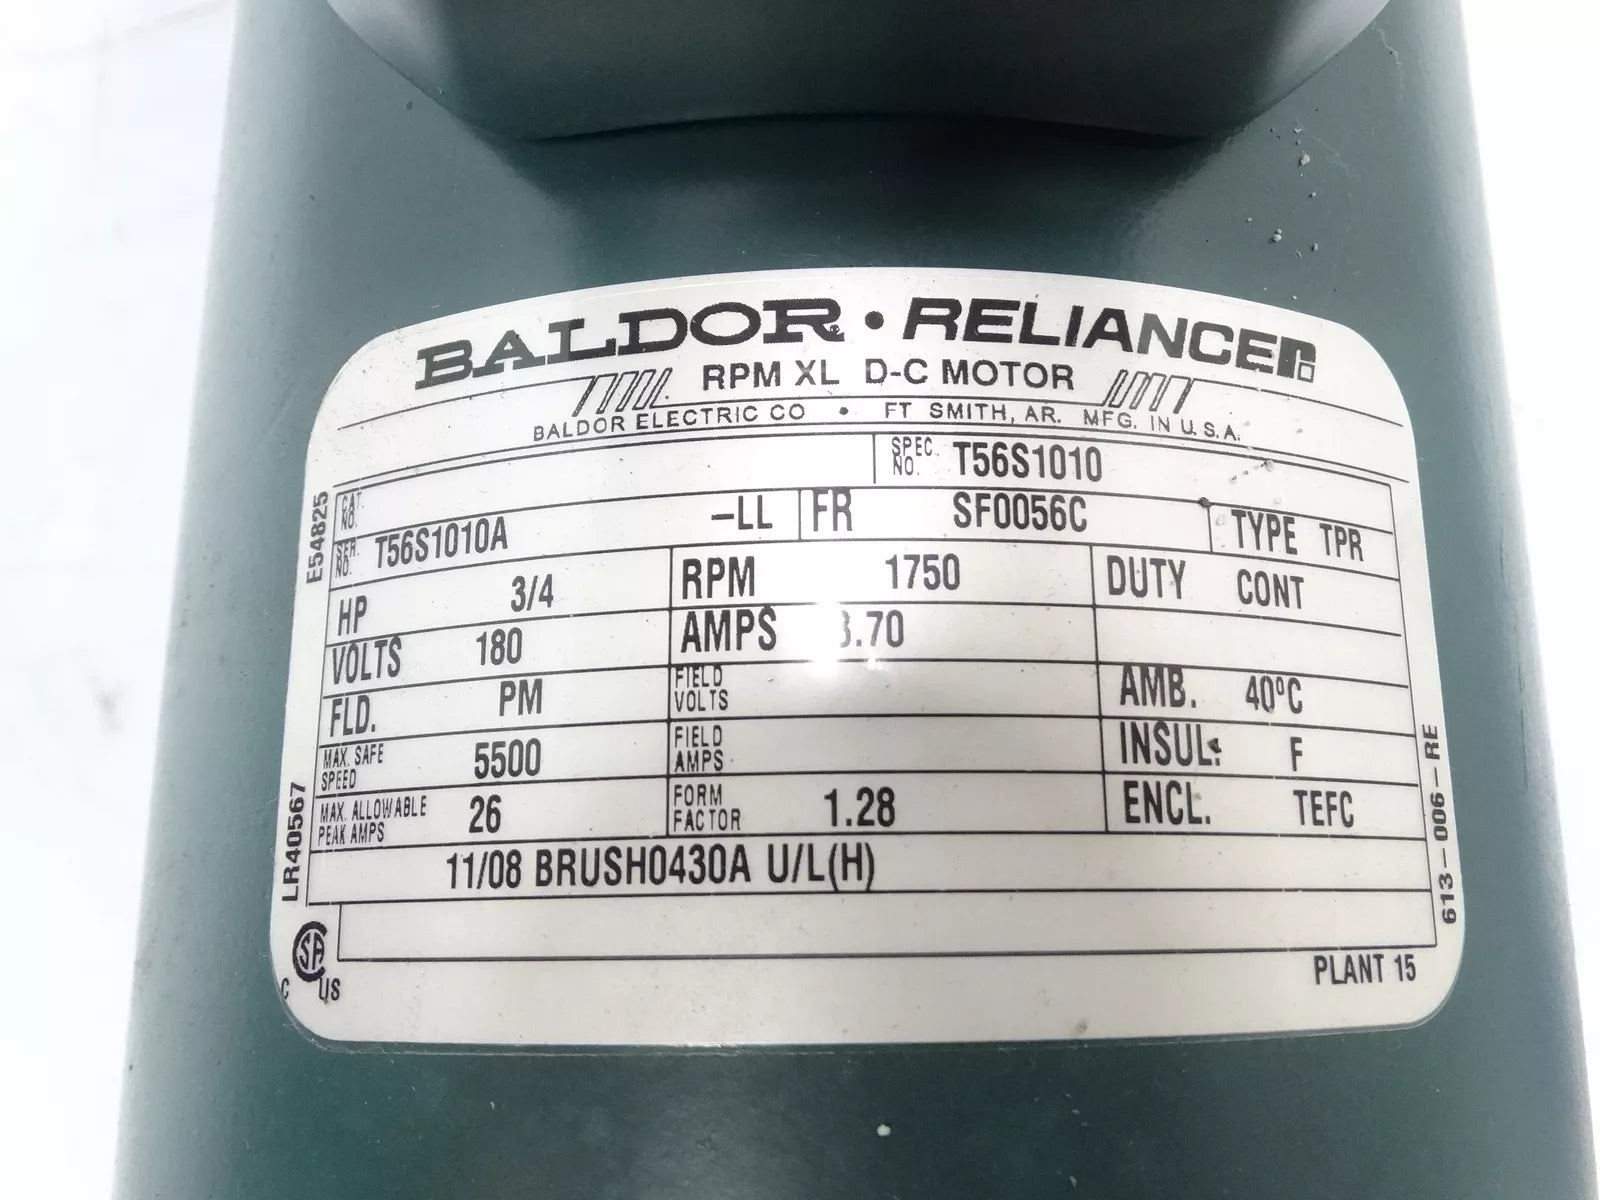 BALDOR · RELIANCE
RPM XL D-C MOTOR
BALDOR ELECTRIC CO · FT SMITH, AR. MFG. IN U.S.A.
CAT. NO. SPEC. NO. T56S1010
SER. NO. T56S1010A -LL FR SF0056C TYPE TPR
HP 3/4 RPM 1750 DUTY CONT
VOLTS 180 AMPS .70
FLD. PM FIELD VOLTS AMB. 40°C
MAX. SAFE SPEED 5500 FIELD AMPS INSUL. F
MAX. ALLOWABLE PEAK AMPS 26 FORM FACTOR 1.28 ENCL. TEFC
11/08 BRUSH0430A U/L(H)
PLANT 15
E54825
LR40567
C SA US
613-006-RE